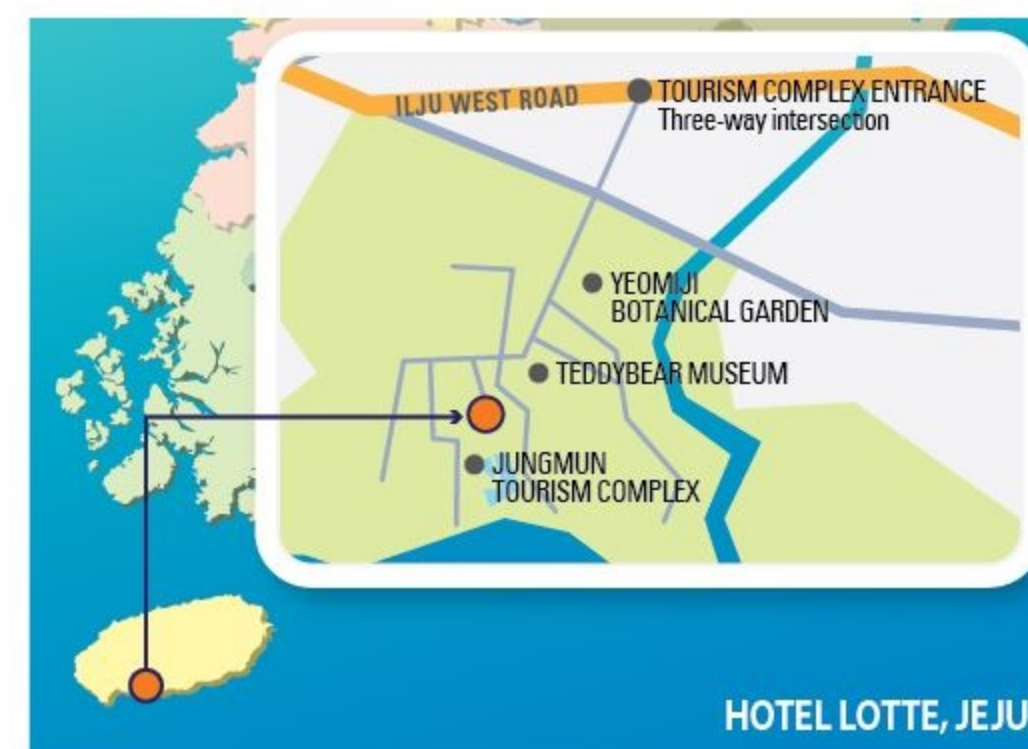 ILJU WEST ROAD
TOURISM COMPLEX ENTRANCE
Three-way intersection
YEOMIJI
BOTANICAL GARDEN
TEDDYBEAR MUSEUM
JUNGMUN
TOURISM COMPLEX
HOTEL LOTTE, JEJU